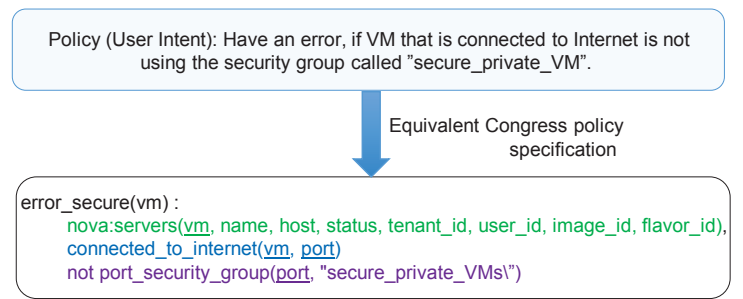 Policy (User Intent): Have an error, if VM that is connected to Internet is not
using the security group called ”secure_private_VM”.
Equivalent Congress policy
specification
error_secure(vm) :
nova:servers(vm, name, host, status, tenant_id, user_id, image_id, flavor_id),
connected_to_internet(vm, port)
not port_security_group(port, "secure_private_VMs\”)